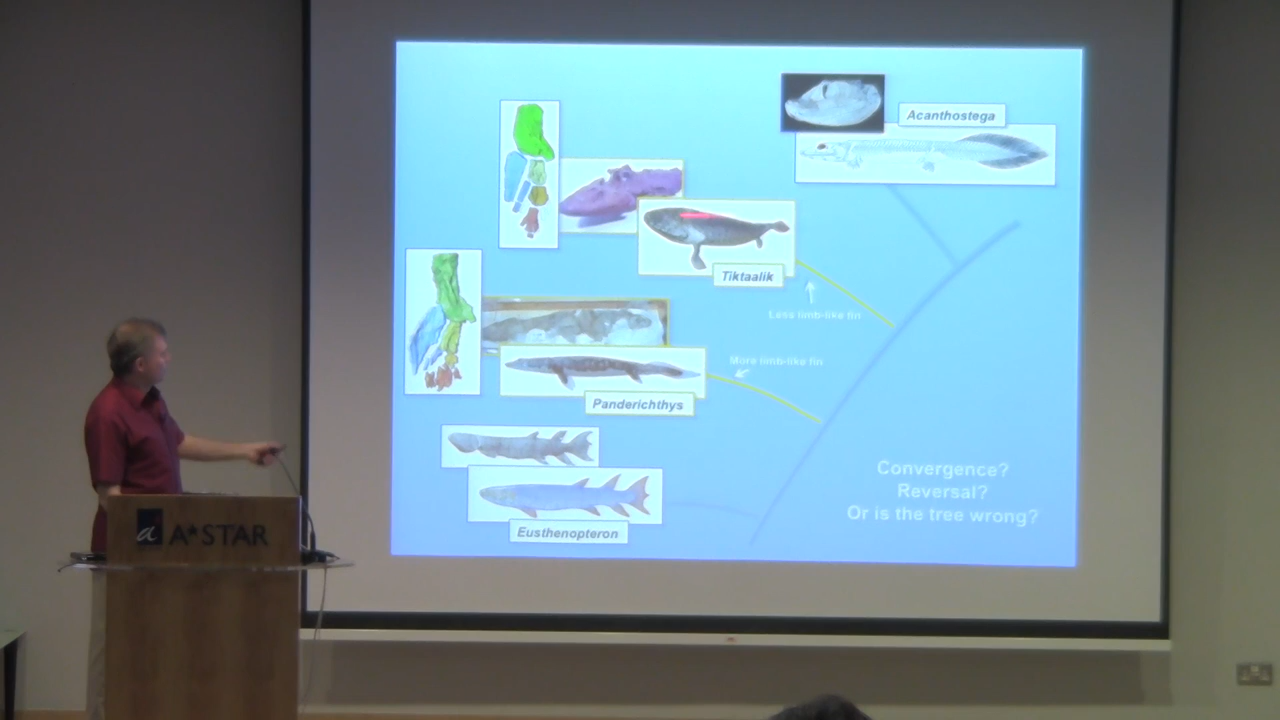 Acanthostega
Tiktaalik
Less limb-like fin
More limb-like fin
Panderichthys
Eusthenopteron
Convergence?
Reversal?
Or is the tree wrong?
a A*STAR